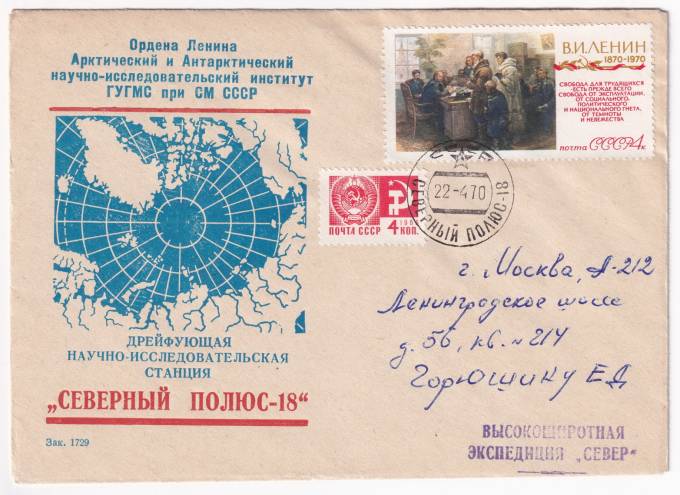 Ордена Ленина
Арктический и Антарктический
научно-исследовательский институт
ГУГМС при СМ СССР
ДРЕЙФУЮЩАЯ
НАУЧНО-ИССЛЕДОВАТЕЛЬСКАЯ
СТАНЦИЯ
„СЕВЕРНЫЙ ПОЛЮС-18“
Зак. 1729
В.И.ЛЕНИН
1870-1970
СВОБОДА ДЛЯ ТРУДЯЩИХСЯ
-ЕСТЬ ПРЕЖДЕ ВСЕГО
СВОБОДА ОТ ЭКСПЛУАТАЦИИ,
ОТ СОЦИАЛЬНОГО,
ПОЛИТИЧЕСКОГО
И НАЦИОНАЛЬНОГО ГНЕТА,
ОТ ТЕМНОТЫ
И НЕВЕЖЕСТВА
почта СССР 4к
ПОЧТА СССР 4 КОП.
22-4.70
СЕВЕРНЫЙ ПОЛЮС-18
г. Москва, А-212
Ленинградское шоссе
д. 56, кв. № 214
Горюшину Е Д
ВЫСОКОШИРОТНАЯ
ЭКСПЕДИЦИЯ „СЕВЕР“